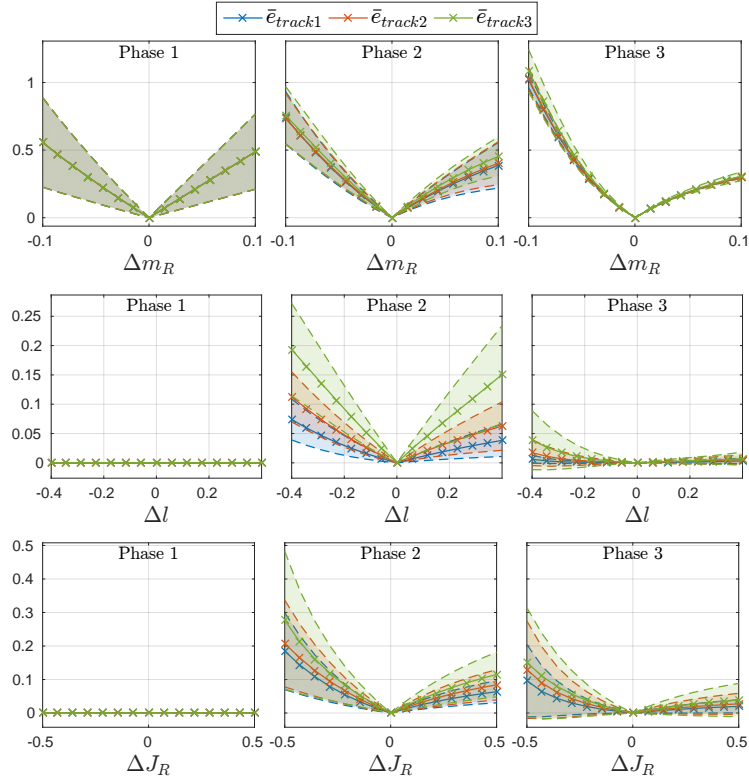 ē_track1 ē_track2 ē_track3
Phase 1 Phase 2 Phase 3
1
0.5
0
-0.1 0 0.1 -0.1 0 0.1 -0.1 0 0.1
Δm_R Δm_R Δm_R
Phase 1 Phase 2 Phase 3
0.25
0.2
0.15
0.1
0.05
0
-0.4 -0.2 0 0.2 -0.4 -0.2 0 0.2 -0.4 -0.2 0 0.2
Δl Δl Δl
Phase 1 Phase 2 Phase 3
0.5
0.4
0.3
0.2
0.1
0
-0.5 0 0.5 -0.5 0 0.5 -0.5 0 0.5
ΔJ_R ΔJ_R ΔJ_R